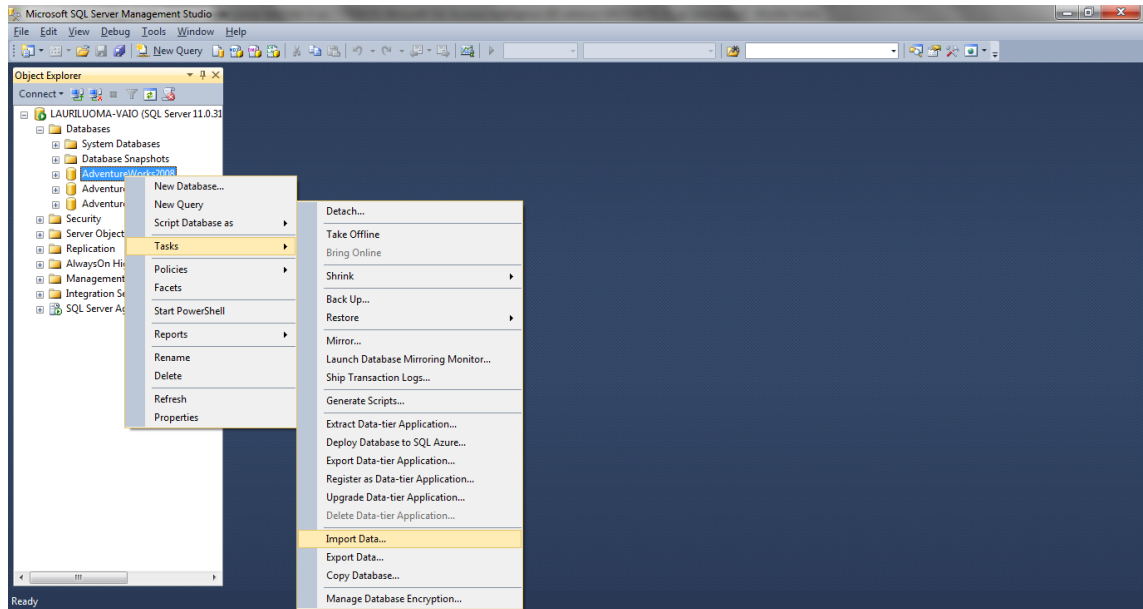 Microsoft SQL Server Management Studio
File Edit View Debug Tools Window Help
New Query
Object Explorer
Connect
LAURILUOMA-VAIO (SQL Server 11.0.31
Databases
System Databases
Database Snapshots
AdventureWorks2008
Adventur
Adventur
Security
Server Object
Replication
AlwaysOn Hi
Management
Integration Se
SQL Server Ag
New Database...
New Query
Script Database as
Tasks
Policies
Facets
Start PowerShell
Reports
Rename
Delete
Refresh
Properties
Detach...
Take Offline
Bring Online
Shrink
Back Up...
Restore
Mirror...
Launch Database Mirroring Monitor...
Ship Transaction Logs...
Generate Scripts...
Extract Data-tier Application...
Deploy Database to SQL Azure...
Export Data-tier Application...
Register as Data-tier Application...
Upgrade Data-tier Application...
Delete Data-tier Application...
Import Data...
Export Data...
Copy Database...
Manage Database Encryption...
Ready